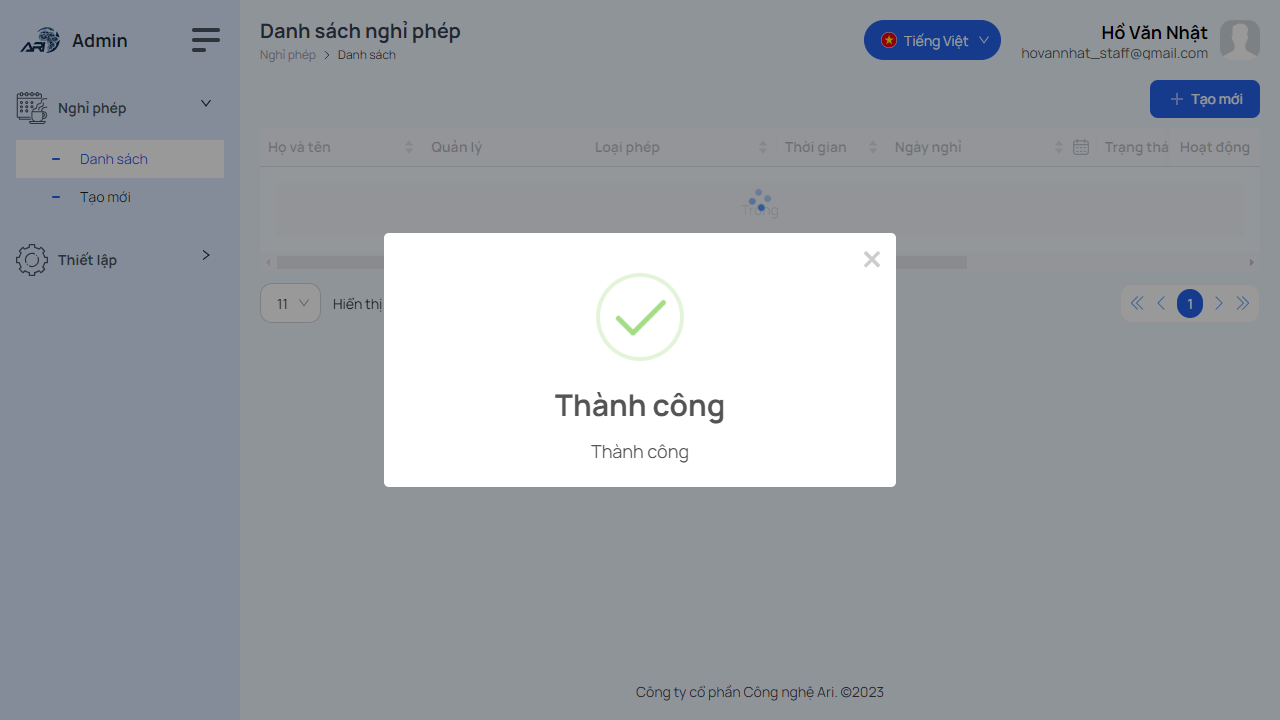 ARI Admin
Danh sách nghỉ phép
Nghỉ phép > Danh sách
Tiếng Việt
Hồ Văn Nhật
hovannhat_staff@gmail.com
Nghỉ phép
Danh sách
Tạo mới
Thiết lập
+ Tạo mới
Họ và tên Quản lý Loại phép Thời gian Ngày nghỉ Trạng thá Hoạt động
Trống
11 Hiển thị
1
Thành công
Thành công
Công ty cổ phần Công nghệ Ari. ©2023